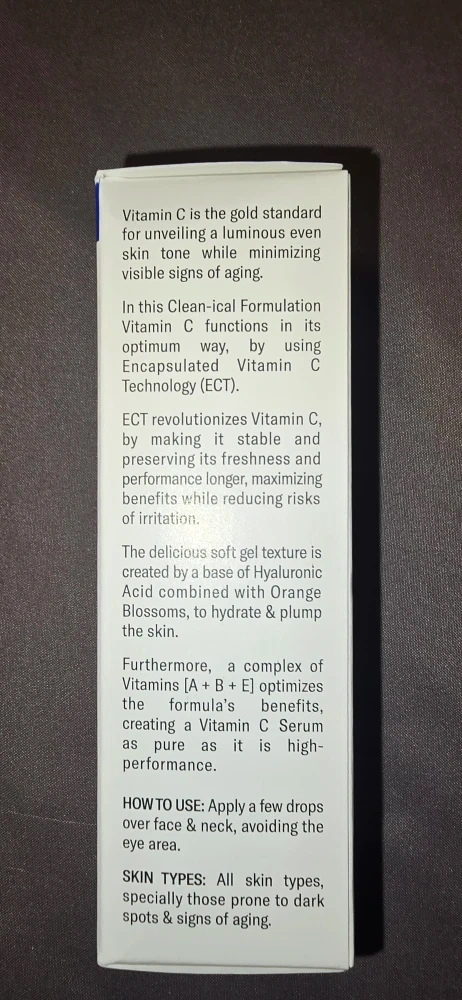 Vitamin C is the gold standard
for unveiling a luminous even
skin tone while minimizing
visible signs of aging.
In this Clean-ical Formulation
Vitamin C functions in its
optimum way, by using
Encapsulated Vitamin C
Technology (ECT).
ECT revolutionizes Vitamin C,
by making it stable and
preserving its freshness and
performance longer, maximizing
benefits while reducing risks
of irritation.
The delicious soft gel texture is
created by a base of Hyaluronic
Acid combined with Orange
Blossoms, to hydrate & plump
the skin.
Furthermore, a complex of
Vitamins [A + B + E] optimizes
the formula's benefits,
creating a Vitamin C Serum
as pure as it is high-
performance.
HOW TO USE: Apply a few drops
over face & neck, avoiding the
eye area.
SKIN TYPES: All skin types,
specially those prone to dark
spots & signs of aging.